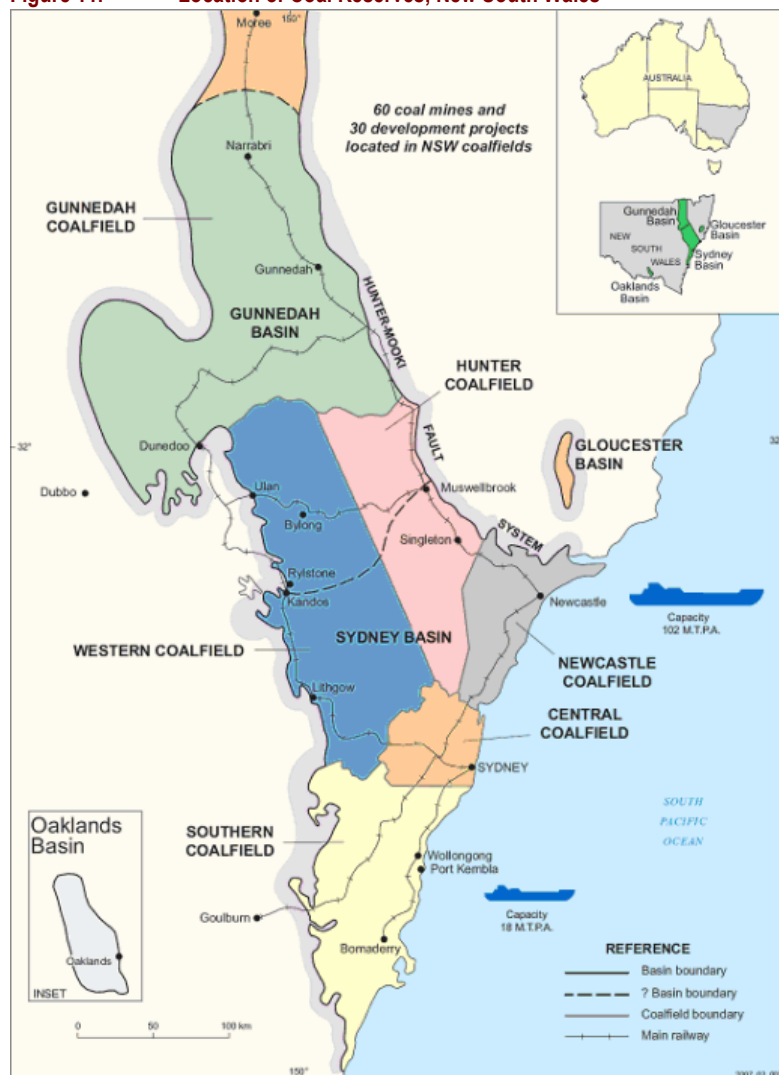 Moree
150°
60 coal mines and
30 development projects
located in NSW coalfields
AUSTRALIA
Gunnedah
Basin
Gloucester
Basin
NEW
SOUTH
WALES
Sydney
Basin
Oaklands
Basin
Narrabri
GUNNEDAH
COALFIELD
Gunnedah
GUNNEDAH
BASIN
HUNTER-MOOKI
FAULT
SYSTEM
HUNTER
COALFIELD
32°
Dunedoo
GLOUCESTER
BASIN
Dubbo
Ulan
Bylong
Muswellbrook
Singleton
Rylstone
Kandos
Newcastle
Capacity
102 M.T.P.A.
WESTERN COALFIELD
SYDNEY BASIN
NEWCASTLE
COALFIELD
Lithgow
CENTRAL
COALFIELD
SYDNEY
SOUTH
PACIFIC
OCEAN
Oaklands
Basin
Oaklands
INSET
SOUTHERN
COALFIELD
Wollongong
Port Kembla
Goulburn
Capacity
18 M.T.P.A.
Bomaderry
REFERENCE
Basin boundary
? Basin boundary
Coalfield boundary
Main railway
0 50 100 km
150°